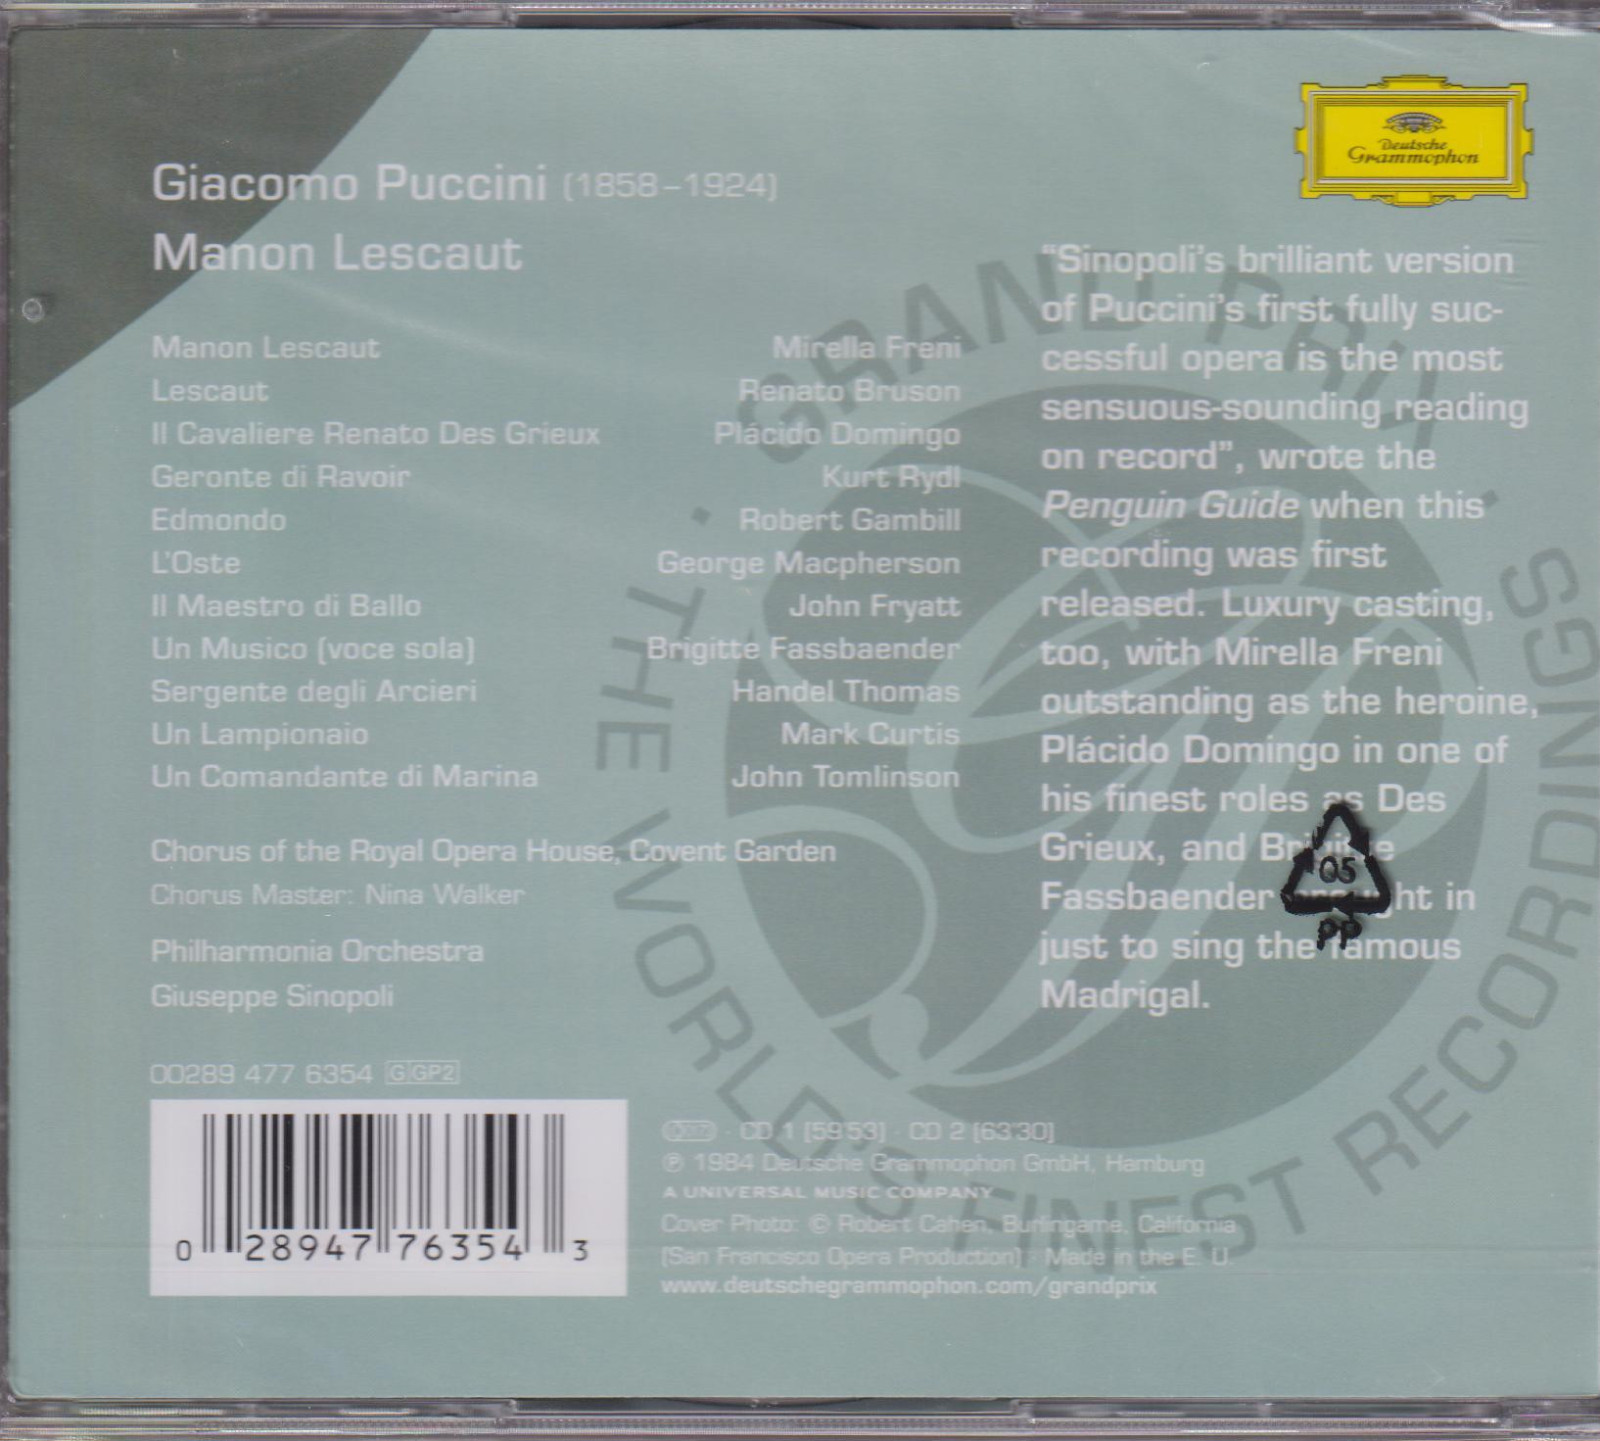 Deutsche
Grammophon
Giacomo Puccini (1858–1924)
Manon Lescaut
Manon Lescaut Mirella Freni
Lescaut Renato Bruson
Il Cavaliere Renato Des Grieux Plácido Domingo
Geronte di Ravoir Kurt Rydl
Edmondo Robert Gambill
L'Oste George Macpherson
Il Maestro di Ballo John Fryatt
Un Musico (voce sola) Brigitte Fassbaender
Sergente degli Arcieri Handel Thomas
Un Lampionaio Mark Curtis
Un Comandante di Marina John Tomlinson
Chorus of the Royal Opera House, Covent Garden
Chorus Master: Nina Walker
Philharmonia Orchestra
Giuseppe Sinopoli
"Sinopoli's brilliant version
of Puccini's first fully suc-
cessful opera is the most
sensuous-sounding reading
on record", wrote the
Penguin Guide when this
recording was first
released. Luxury casting,
too, with Mirella Freni
outstanding as the heroine,
Plácido Domingo in one of
his finest roles as Des
Grieux, and Brigitte
Fassbaender in
just to sing the famous
Madrigal.
05
PP
· THE WORLD'S FINEST RECORDINGS · GRAND PRIX
GP
00289 477 6354 G GP2
0 28947 76354 3
CD 1 [59'53] · CD 2 [63'30]
℗ 1984 Deutsche Grammophon GmbH, Hamburg
A UNIVERSAL MUSIC COMPANY
Cover Photo: © Robert Cahen, Burlingame, California
(San Francisco Opera Production) · Made in the E. U.
www.deutschegrammophon.com/grandprix